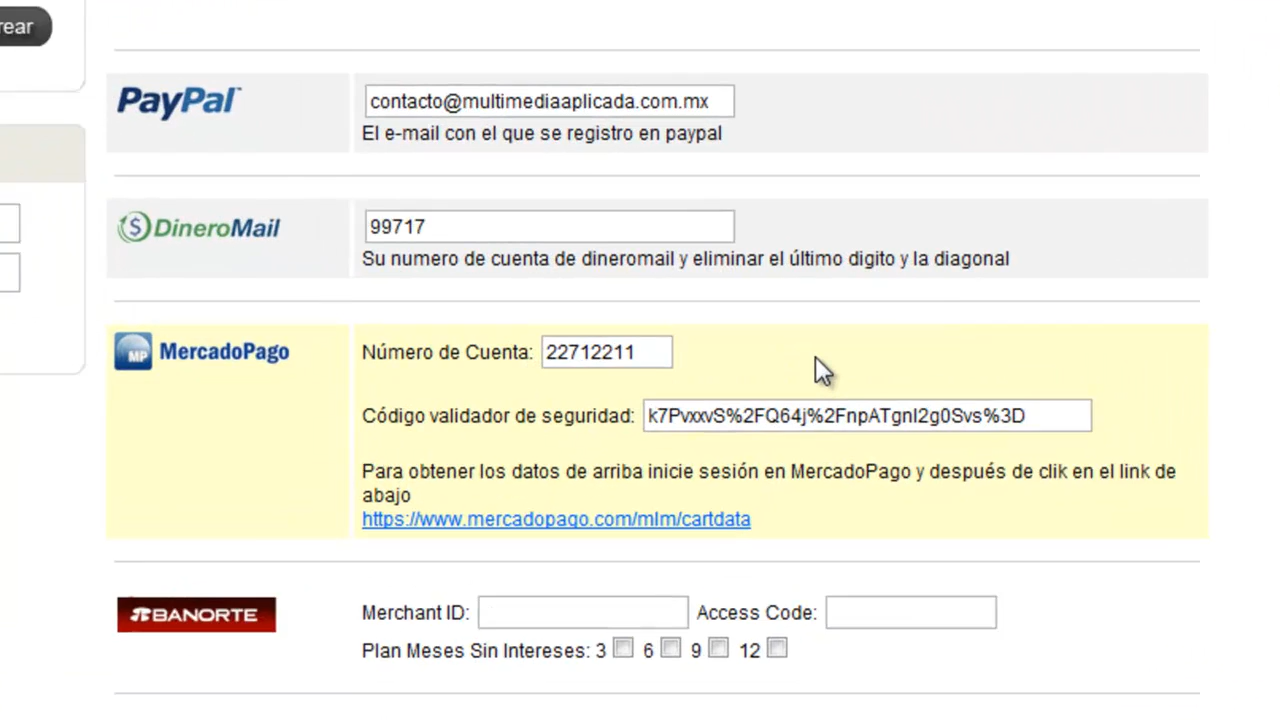 rear
PayPal™
contacto@multimediaaplicada.com.mx
El e-mail con el que se registro en paypal
$ DineroMail
99717
Su numero de cuenta de dineromail y eliminar el último digito y la diagonal
MP MercadoPago
Número de Cuenta: 22712211
Código validador de seguridad: k7PvxxvS%2FQ64j%2FnpATgnI2g0Svs%3D
Para obtener los datos de arriba inicie sesión en MercadoPago y después de clik en el link de
abajo
https://www.mercadopago.com/mlm/cartdata
BANORTE
Merchant ID: Access Code:
Plan Meses Sin Intereses: 3 6 9 12